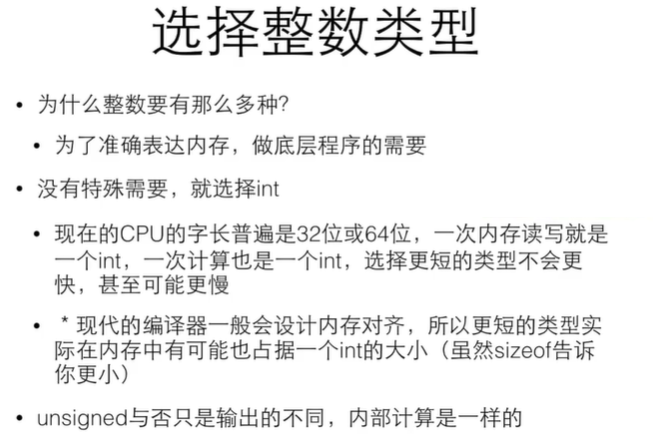 选择整数类型
• 为什么整数要有那么多种?
• 为了准确表达内存，做底层程序的需要
• 没有特殊需要，就选择int
• 现在的CPU的字长普遍是32位或64位，一次内存读写就是
一个int，一次计算也是一个int，选择更短的类型不会更
快，甚至可能更慢
• * 现代的编译器一般会设计内存对齐，所以更短的类型实
际在内存中有可能也占据一个int的大小（虽然sizeof告诉
你更小）
• unsigned与否只是输出的不同，内部计算是一样的